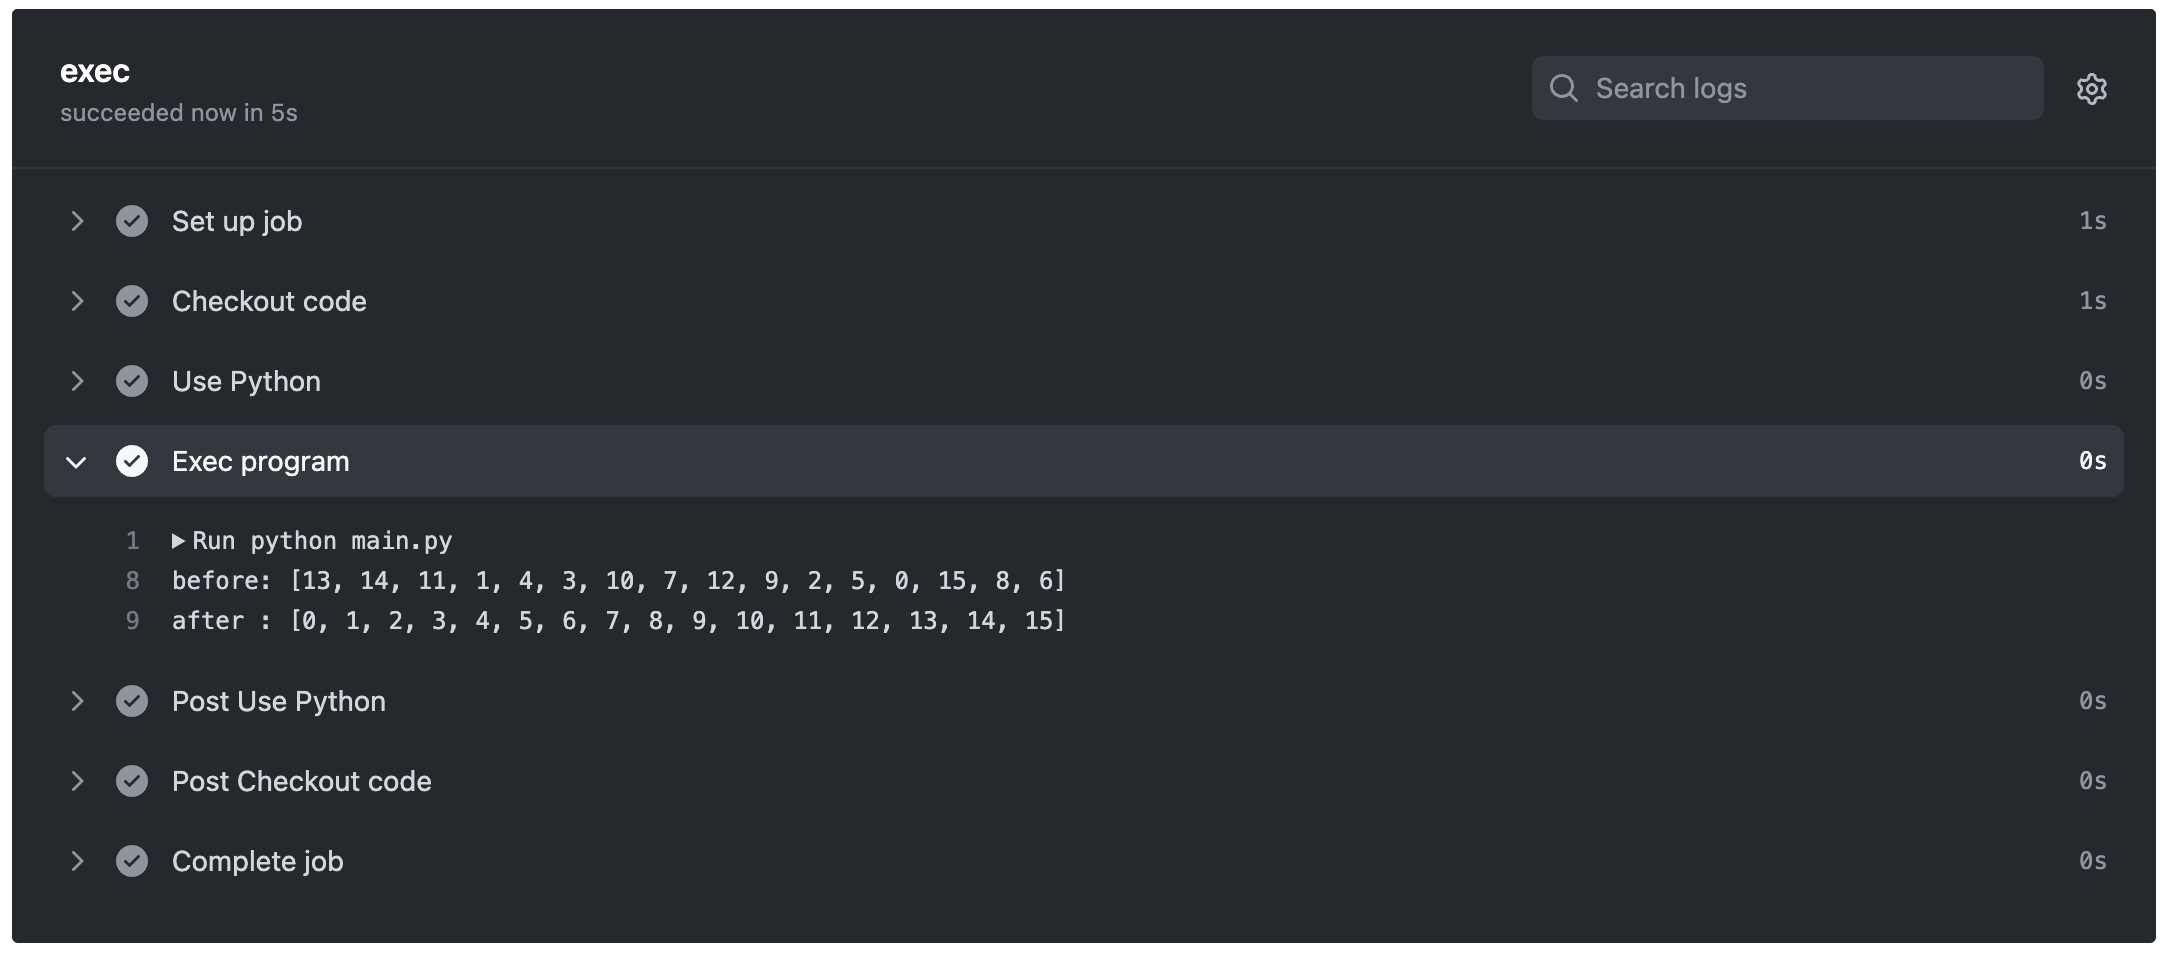 exec
succeeded now in 5s
Search logs
Set up job 1s
Checkout code 1s
Use Python 0s
Exec program 0s
1 Run python main.py
8 before: [13, 14, 11, 1, 4, 3, 10, 7, 12, 9, 2, 5, 0, 15, 8, 6]
9 after : [0, 1, 2, 3, 4, 5, 6, 7, 8, 9, 10, 11, 12, 13, 14, 15]
Post Use Python 0s
Post Checkout code 0s
Complete job 0s